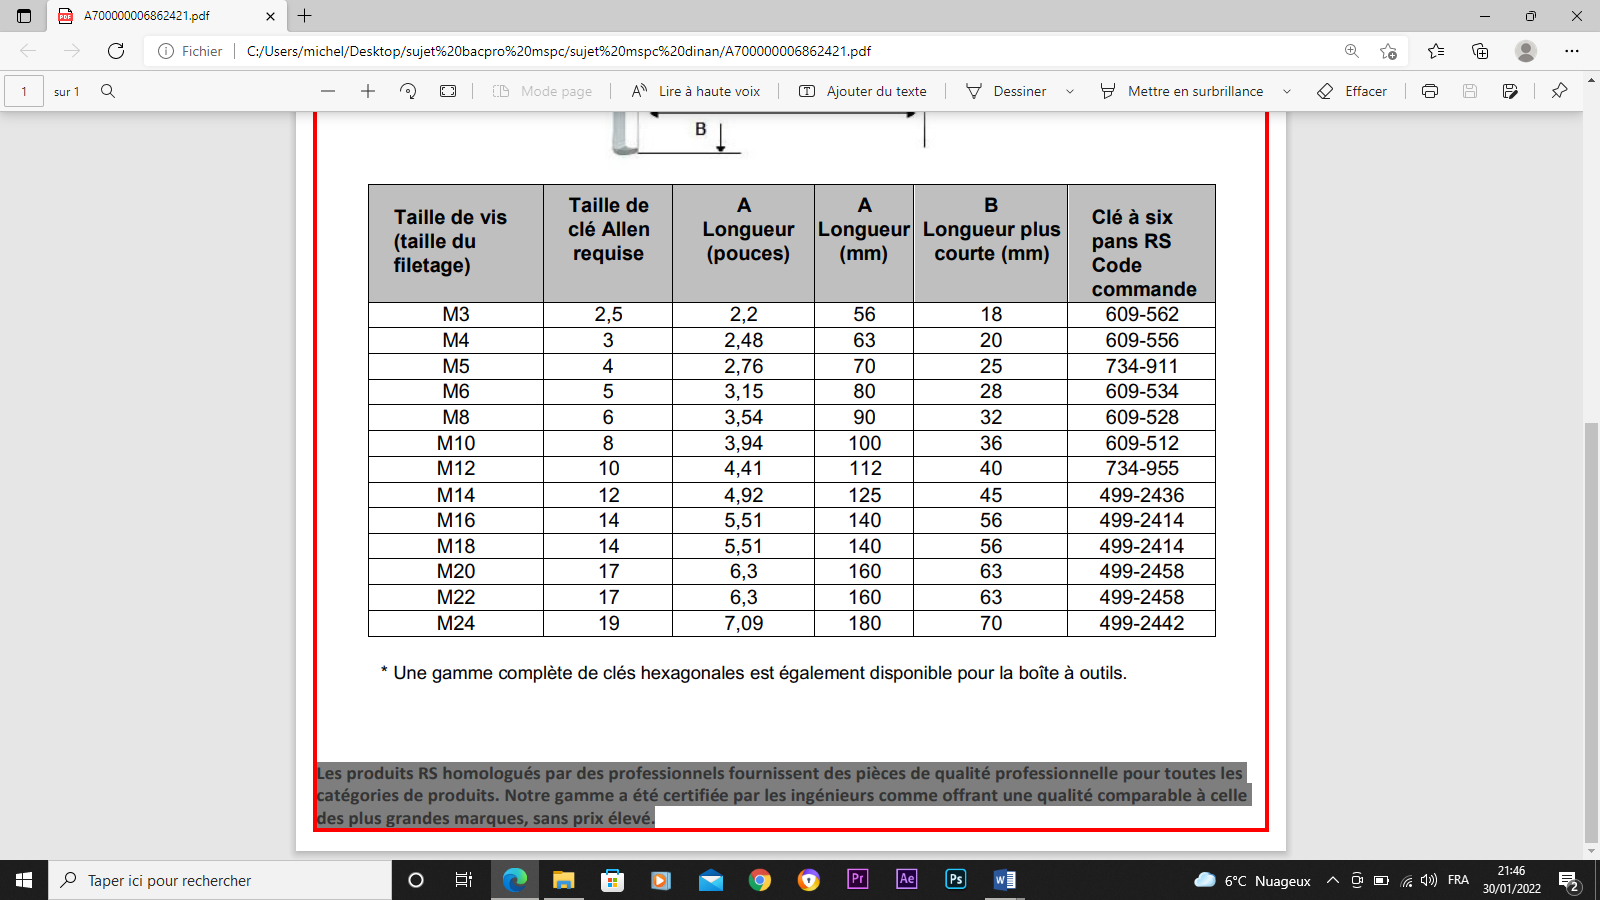 A700000006862421.pdf
Fichier
C:/Users/michel/Desktop/sujet%20bacpro%20mspc/sujet%20mspc%20dinan/A700000006862421.pdf
1 sur 1
Mode page
Lire à haute voix
Ajouter du texte
Dessiner
Mettre en surbrillance
Effacer
B
Taille de vis (taille du filetage) Taille de clé Allen requise A Longueur (pouces) A Longueur (mm) B Longueur plus courte (mm) Clé à six pans RS Code commande
M3 2,5 2,2 56 18 609-562
M4 3 2,48 63 20 609-556
M5 4 2,76 70 25 734-911
M6 5 3,15 80 28 609-534
M8 6 3,54 90 32 609-528
M10 8 3,94 100 36 609-512
M12 10 4,41 112 40 734-955
M14 12 4,92 125 45 499-2436
M16 14 5,51 140 56 499-2414
M18 14 5,51 140 56 499-2414
M20 17 6,3 160 63 499-2458
M22 17 6,3 160 63 499-2458
M24 19 7,09 180 70 499-2442
* Une gamme complète de clés hexagonales est également disponible pour la boîte à outils.
Les produits RS homologués par des professionnels fournissent des pièces de qualité professionnelle pour toutes les
catégories de produits. Notre gamme a été certifiée par les ingénieurs comme offrant une qualité comparable à celle
des plus grandes marques, sans prix élevé.
Taper ici pour rechercher
Pr
Ae
Ps
6°C Nuageux
FRA
21:46
30/01/2022
2